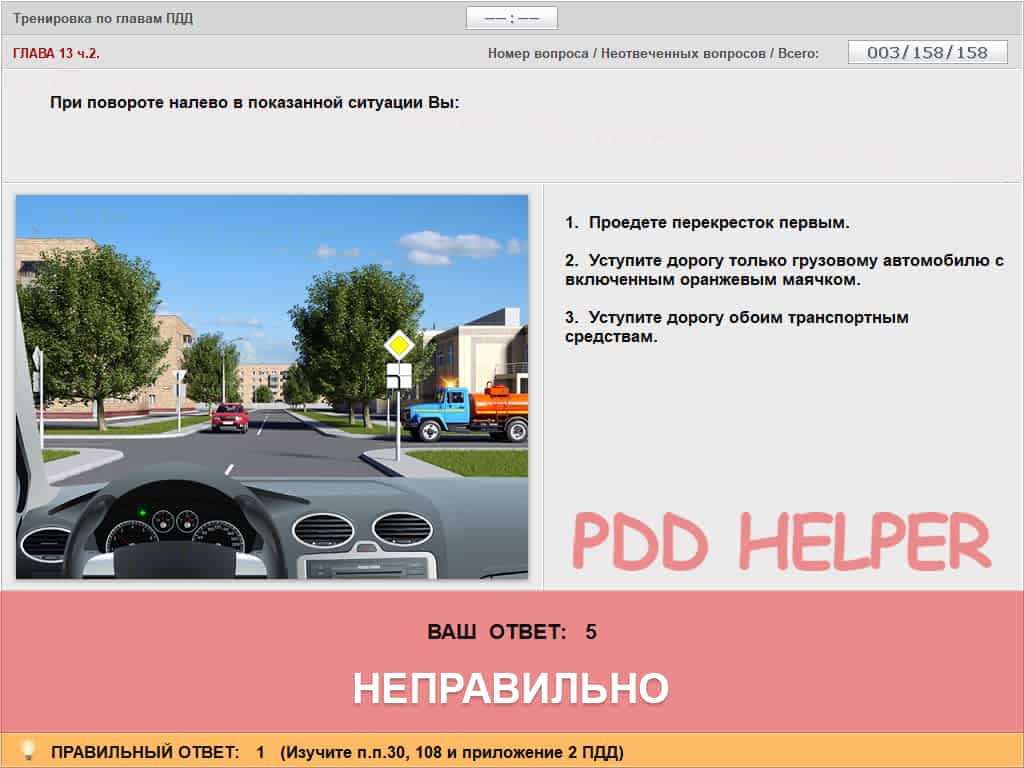 Тренировка по главам ПДД
–– : ––
ГЛАВА 13 ч.2.
Номер вопроса / Неотвеченных вопросов / Всего:
003/158/158
При повороте налево в показанной ситуации Вы:
1. Проедете перекресток первым.
2. Уступите дорогу только грузовому автомобилю с
включенным оранжевым маячком.
3. Уступите дорогу обоим транспортным
средствам.
PDD HELPER
ВАШ ОТВЕТ: 5
НЕПРАВИЛЬНО
ПРАВИЛЬНЫЙ ОТВЕТ: 1 (Изучите п.п.30, 108 и приложение 2 ПДД)